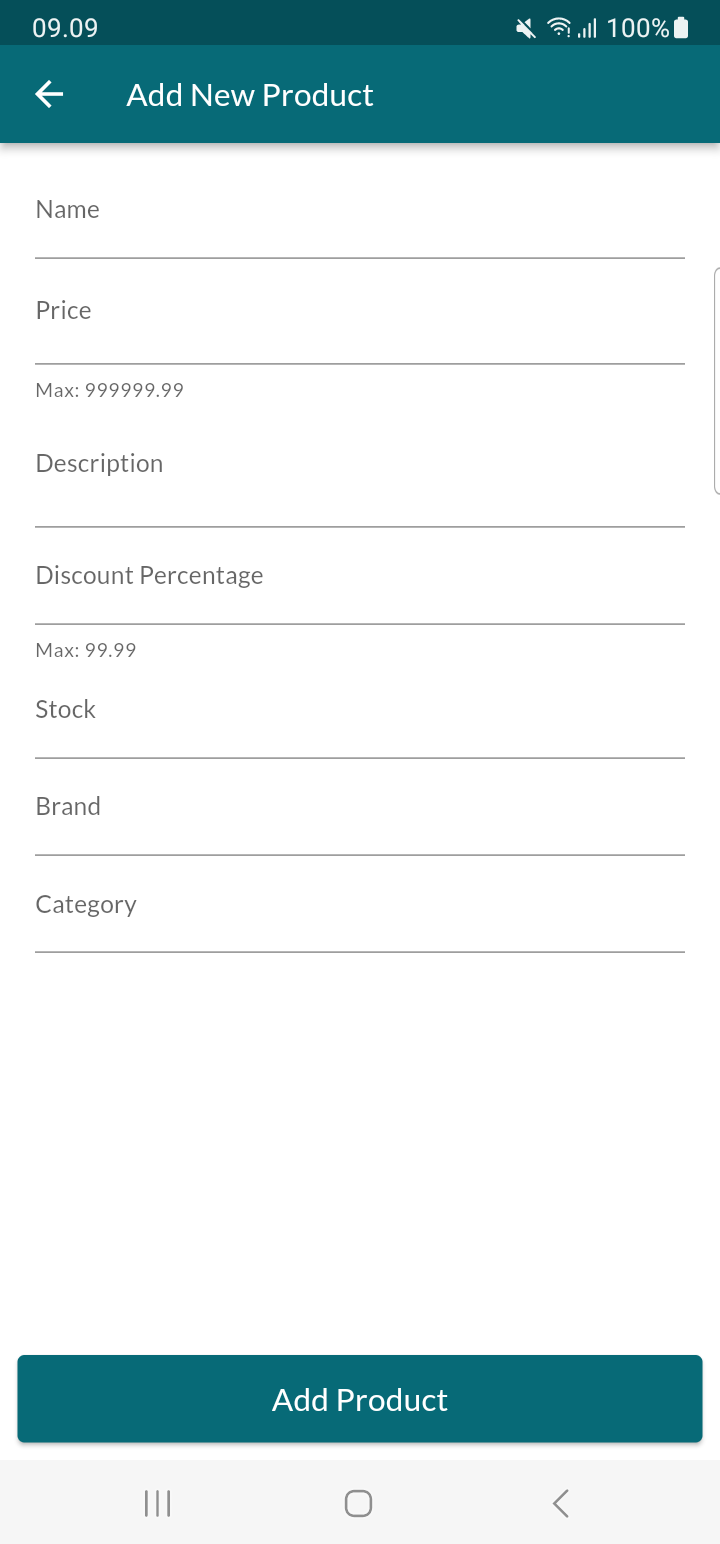 09.09
100%
Add New Product
Name
Price
Max: 999999.99
Description
Discount Percentage
Max: 99.99
Stock
Brand
Category
Add Product